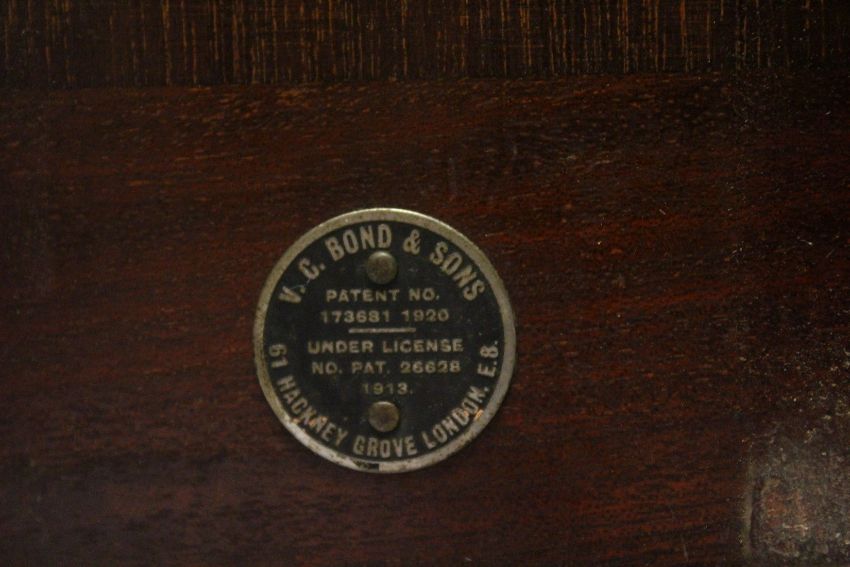 V.C. BOND & SONS
PATENT NO.
173681 1920
UNDER LICENSE
NO. PAT. 26628
1913.
61 HACKNEY GROVE LONDON. E.8.